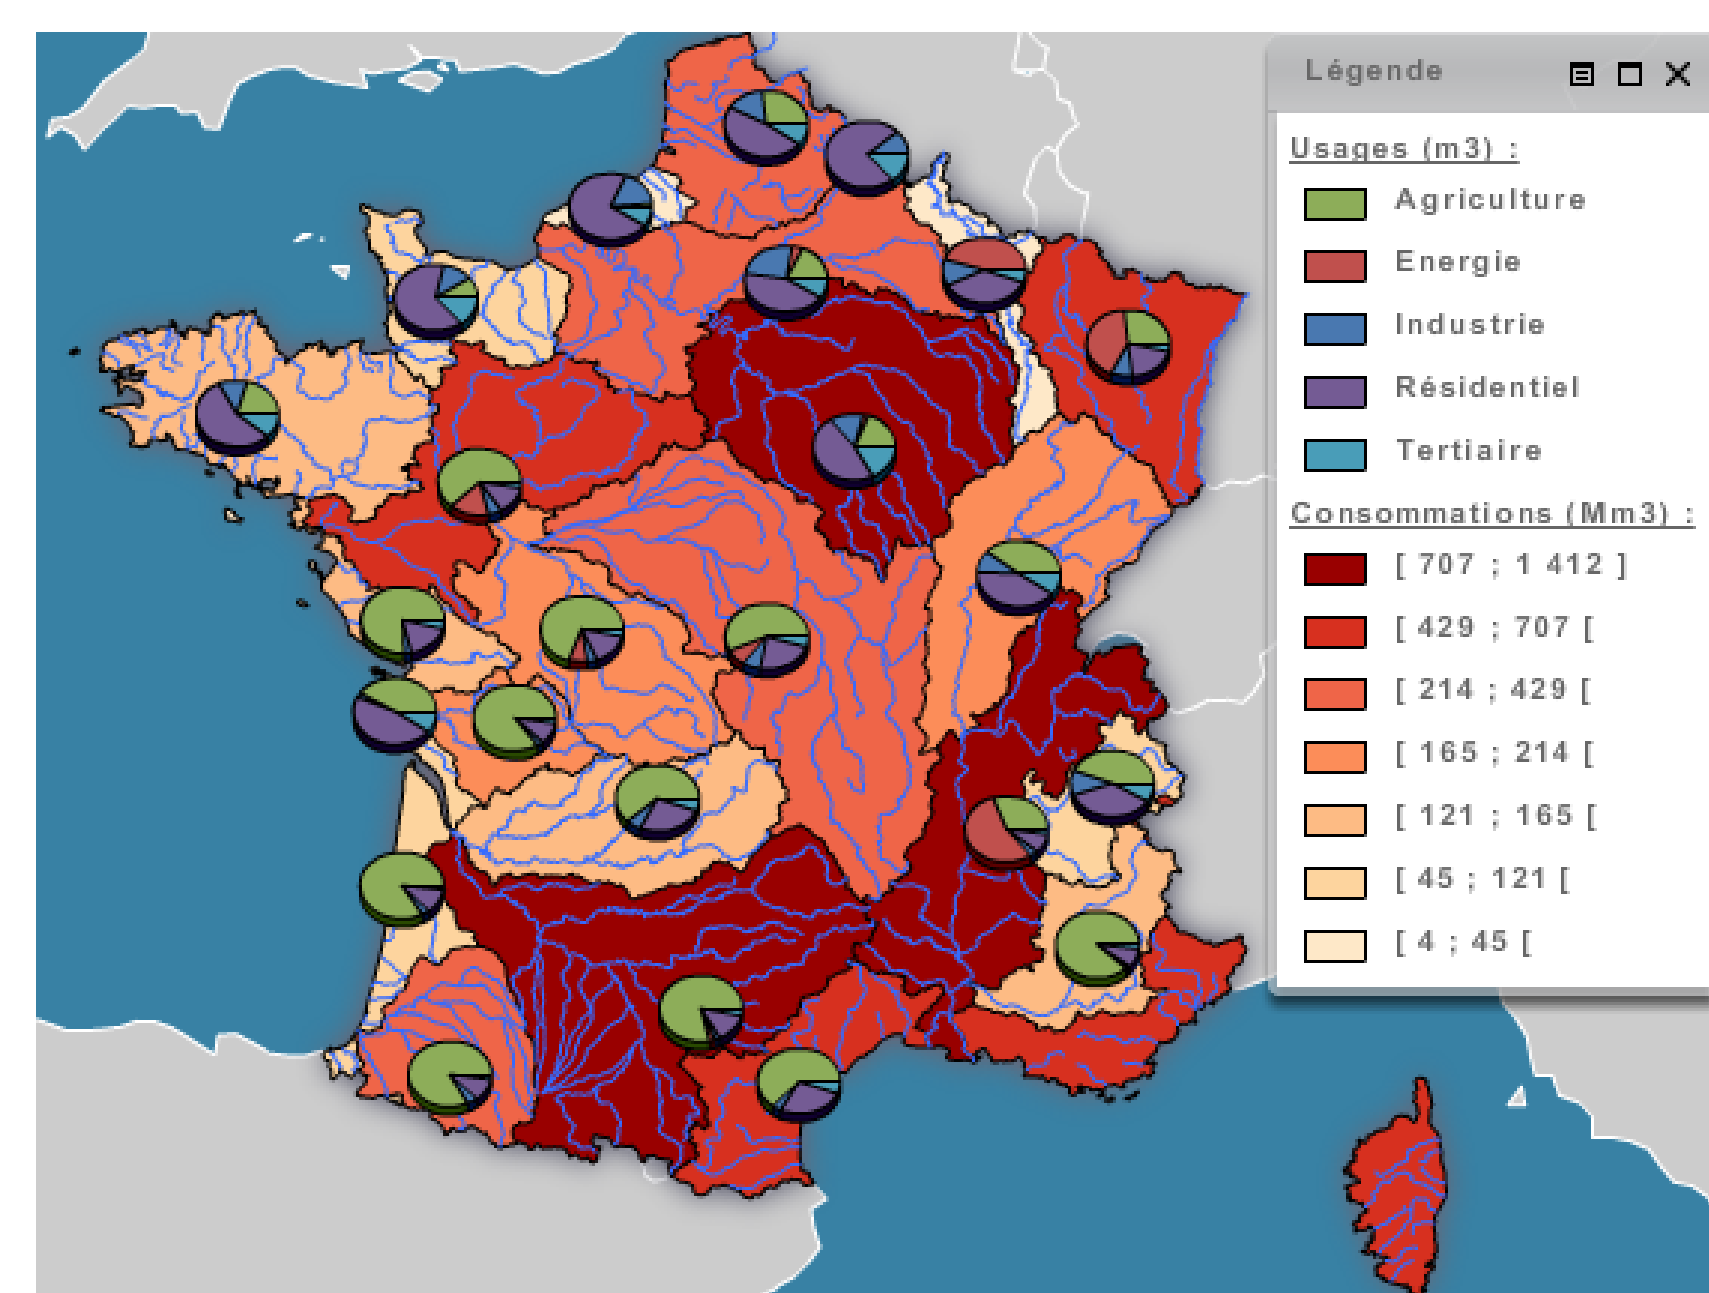 Légende
Usages (m3) :
Agriculture
Energie
Industrie
Résidentiel
Tertiaire
Consommations (Mm3) :
[ 707 ; 1 412 ]
[ 429 ; 707 [
[ 214 ; 429 [
[ 165 ; 214 [
[ 121 ; 165 [
[ 45 ; 121 [
[ 4 ; 45 [